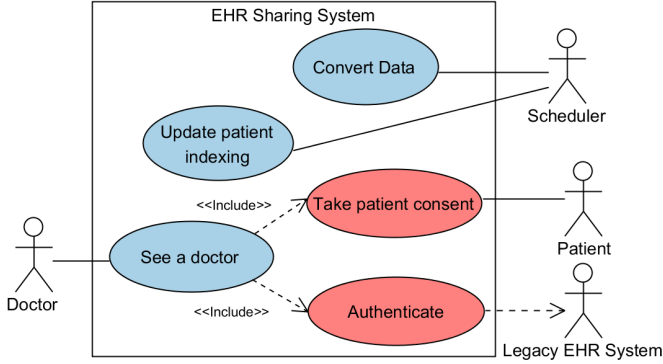 EHR Sharing System
Convert Data
Scheduler
Update patient
indexing
<<Include>>
Take patient consent
Patient
See a doctor
Doctor
<<Include>>
Authenticate
Legacy EHR System